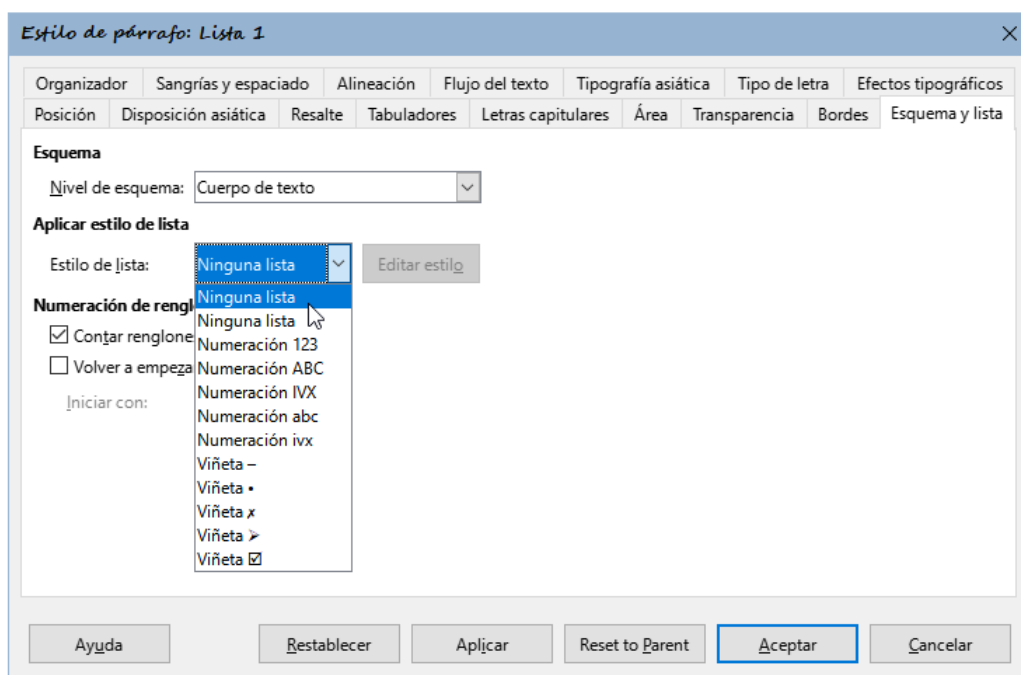 Estilo de párrafo: Lista 1
Organizador Sangrías y espaciado Alineación Flujo del texto Tipografía asiática Tipo de letra Efectos tipográficos
Posición Disposición asiática Resalte Tabuladores Letras capitulares Área Transparencia Bordes Esquema y lista
Esquema
Nivel de esquema: Cuerpo de texto
Aplicar estilo de lista
Estilo de lista: Ninguna lista Editar estilo
Ninguna lista
Numeración de rengl
Ninguna lista
Contar renglone
Numeración 123
Volver a empeza
Numeración ABC
Numeración IVX
Iniciar con:
Numeración abc
Numeración ivx
Viñeta –
Viñeta •
Viñeta ✗
Viñeta ➢
Viñeta ☑
Ayuda Restablecer Aplicar Reset to Parent Aceptar Cancelar